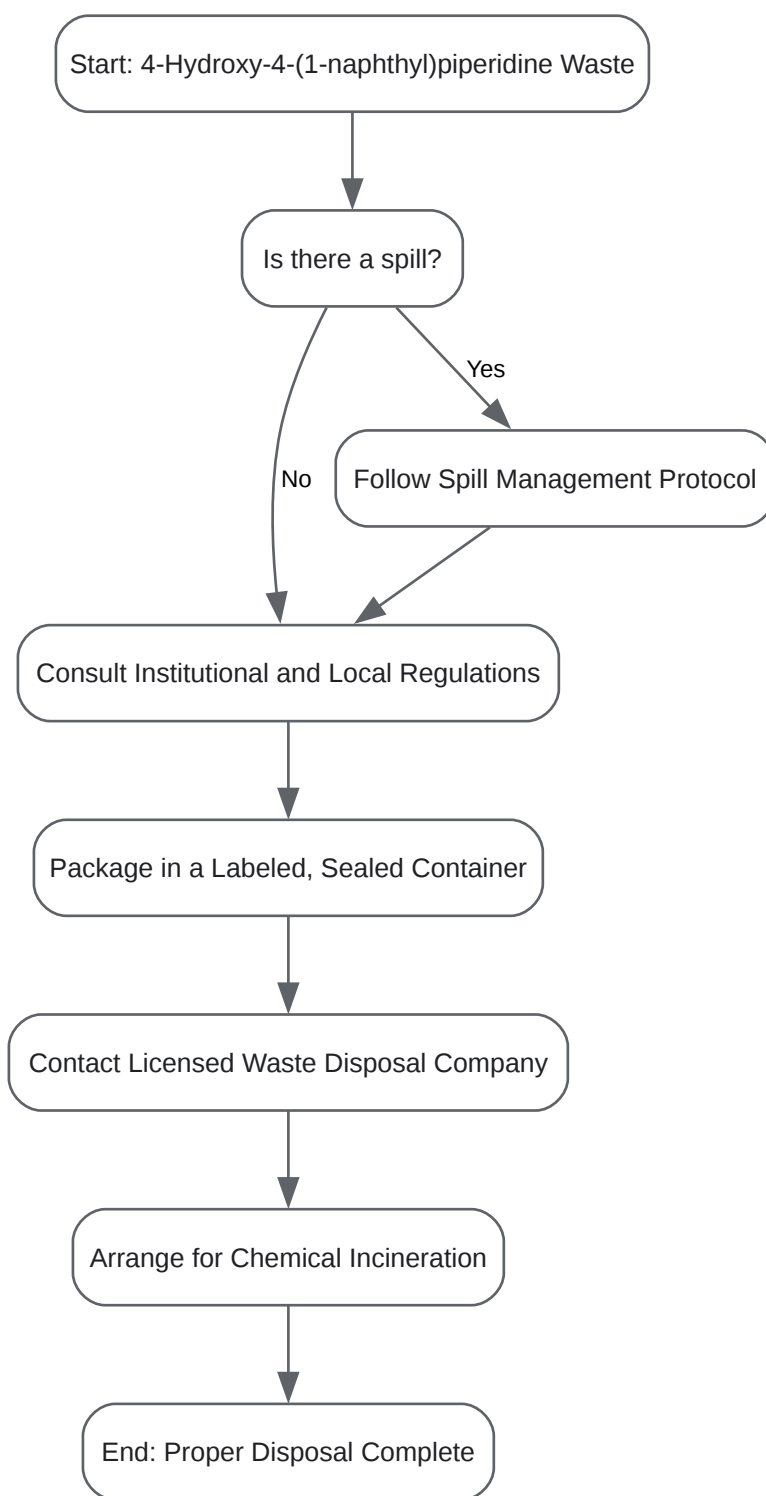 Start: 4-Hydroxy-4-(1-naphthyl)piperidine Waste
Is there a spill?
Yes
No
Follow Spill Management Protocol
Consult Institutional and Local Regulations
Package in a Labeled, Sealed Container
Contact Licensed Waste Disposal Company
Arrange for Chemical Incineration
End: Proper Disposal Complete